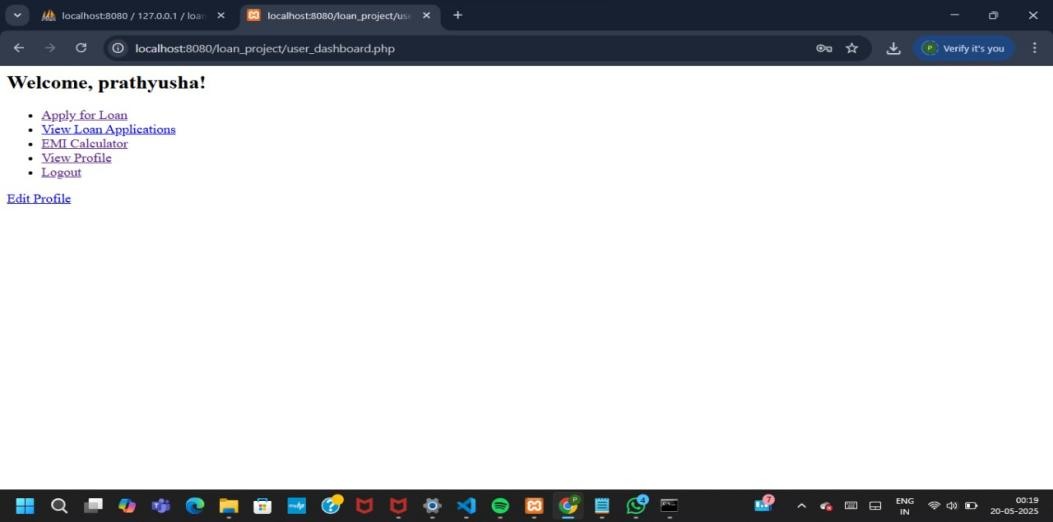 localhost:8080 / 127.0.0.1 / loan
localhost:8080/loan_project/use
localhost:8080/loan_project/user_dashboard.php
P
Verify it's you
Welcome, prathyusha!
Apply for Loan
View Loan Applications
EMI Calculator
View Profile
Logout
Edit Profile
7
ENG
IN
00:19
20-05-2025